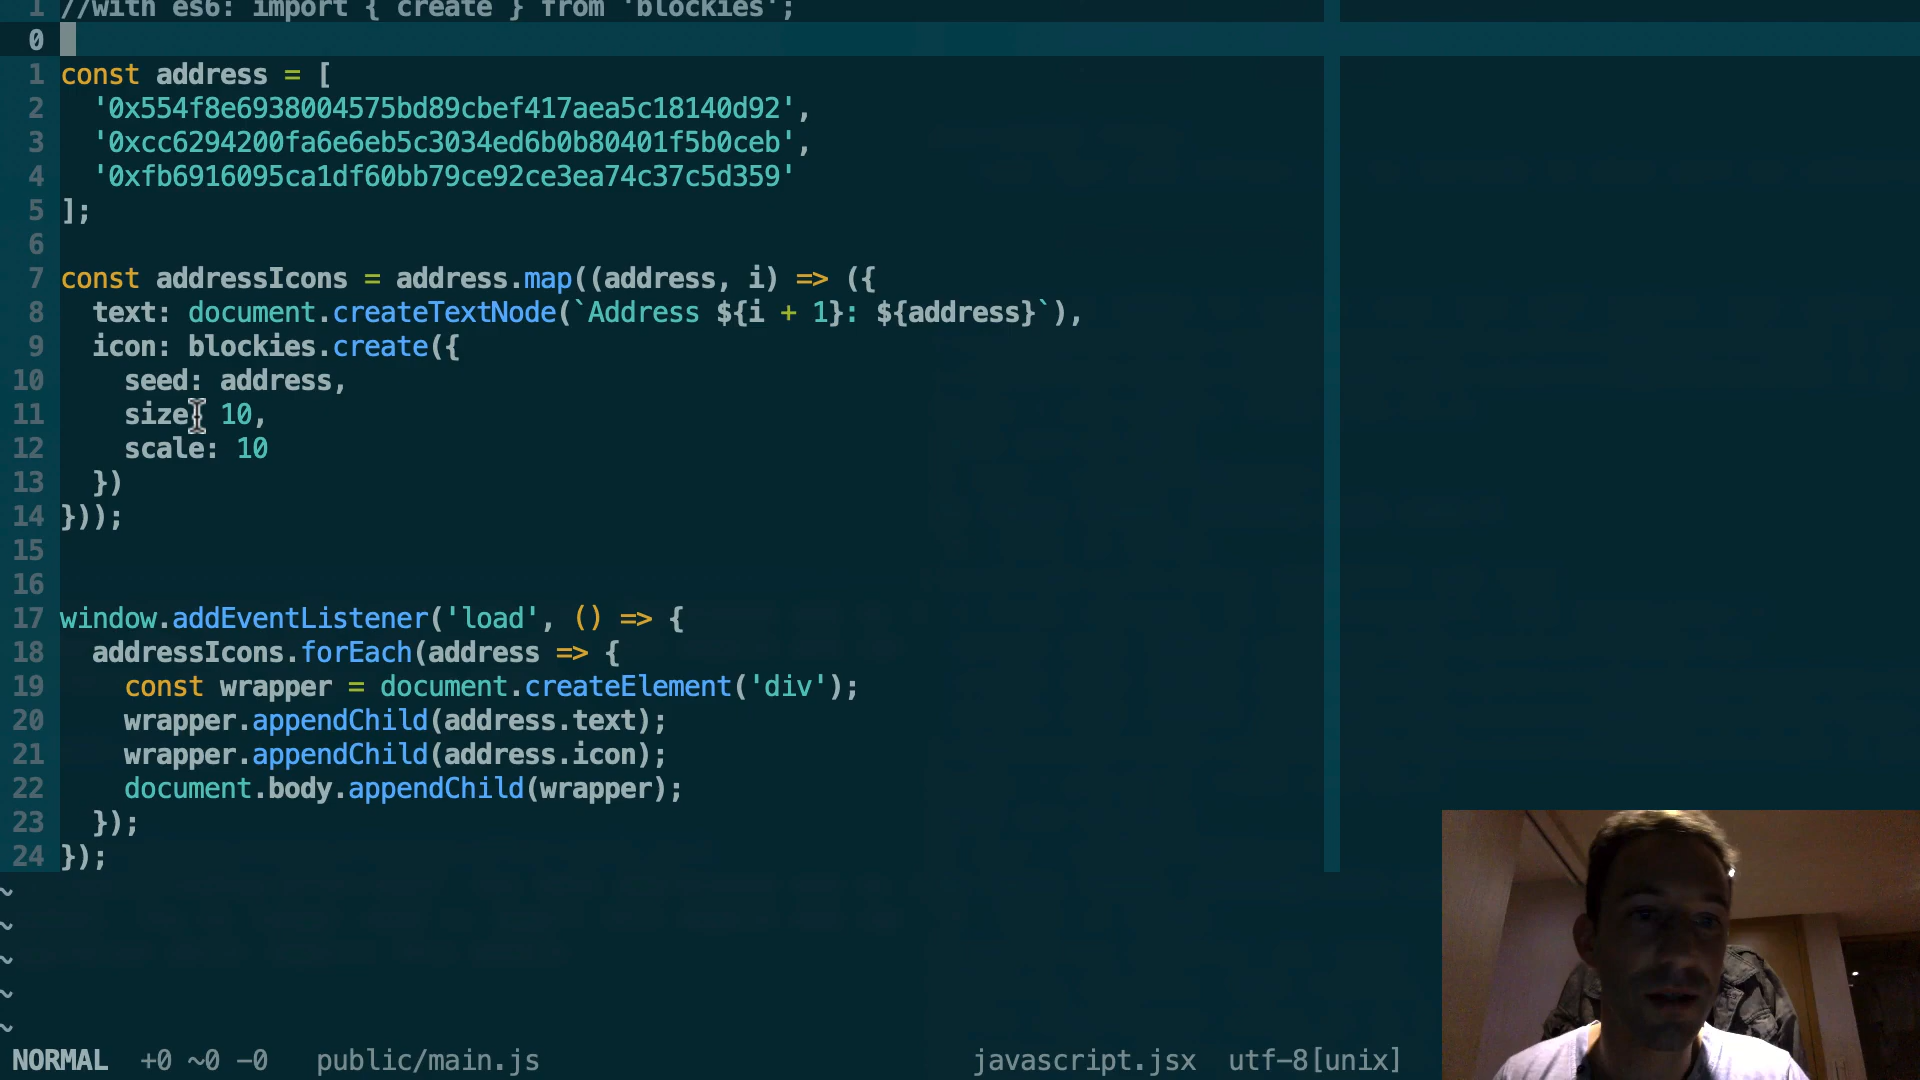 1 //with es6: import { create } from 'blockies';
0
1 const address = [
2   '0x554f8e6938004575bd89cbef417aea5c18140d92',
3   '0xcc6294200fa6e6eb5c3034ed6b0b80401f5b0ceb',
4   '0xfb6916095ca1df60bb79ce92ce3ea74c37c5d359'
5 ];
6
7 const addressIcons = address.map((address, i) => ({
8   text: document.createTextNode(`Address ${i + 1}: ${address}`),
9   icon: blockies.create({
10     seed: address,
11     size: 10,
12     scale: 10
13   })
14 }));
15
16
17 window.addEventListener('load', () => {
18   addressIcons.forEach(address => {
19     const wrapper = document.createElement('div');
20     wrapper.appendChild(address.text);
21     wrapper.appendChild(address.icon);
22     document.body.appendChild(wrapper);
23   });
24 });
~
~
~
~
~
NORMAL +0 ~0 -0 public/main.js javascript.jsx utf-8[unix]